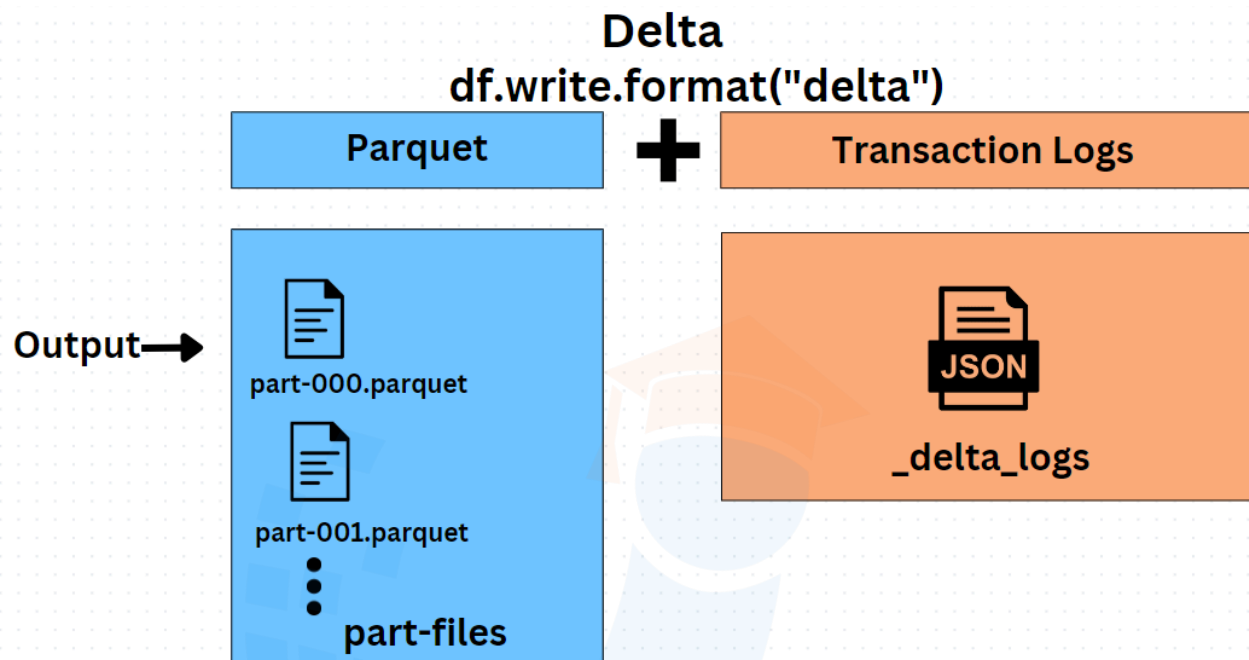 Delta
df.write.format("delta")
Parquet
Transaction Logs
Output
part-000.parquet
part-001.parquet
part-files
JSON
_delta_logs